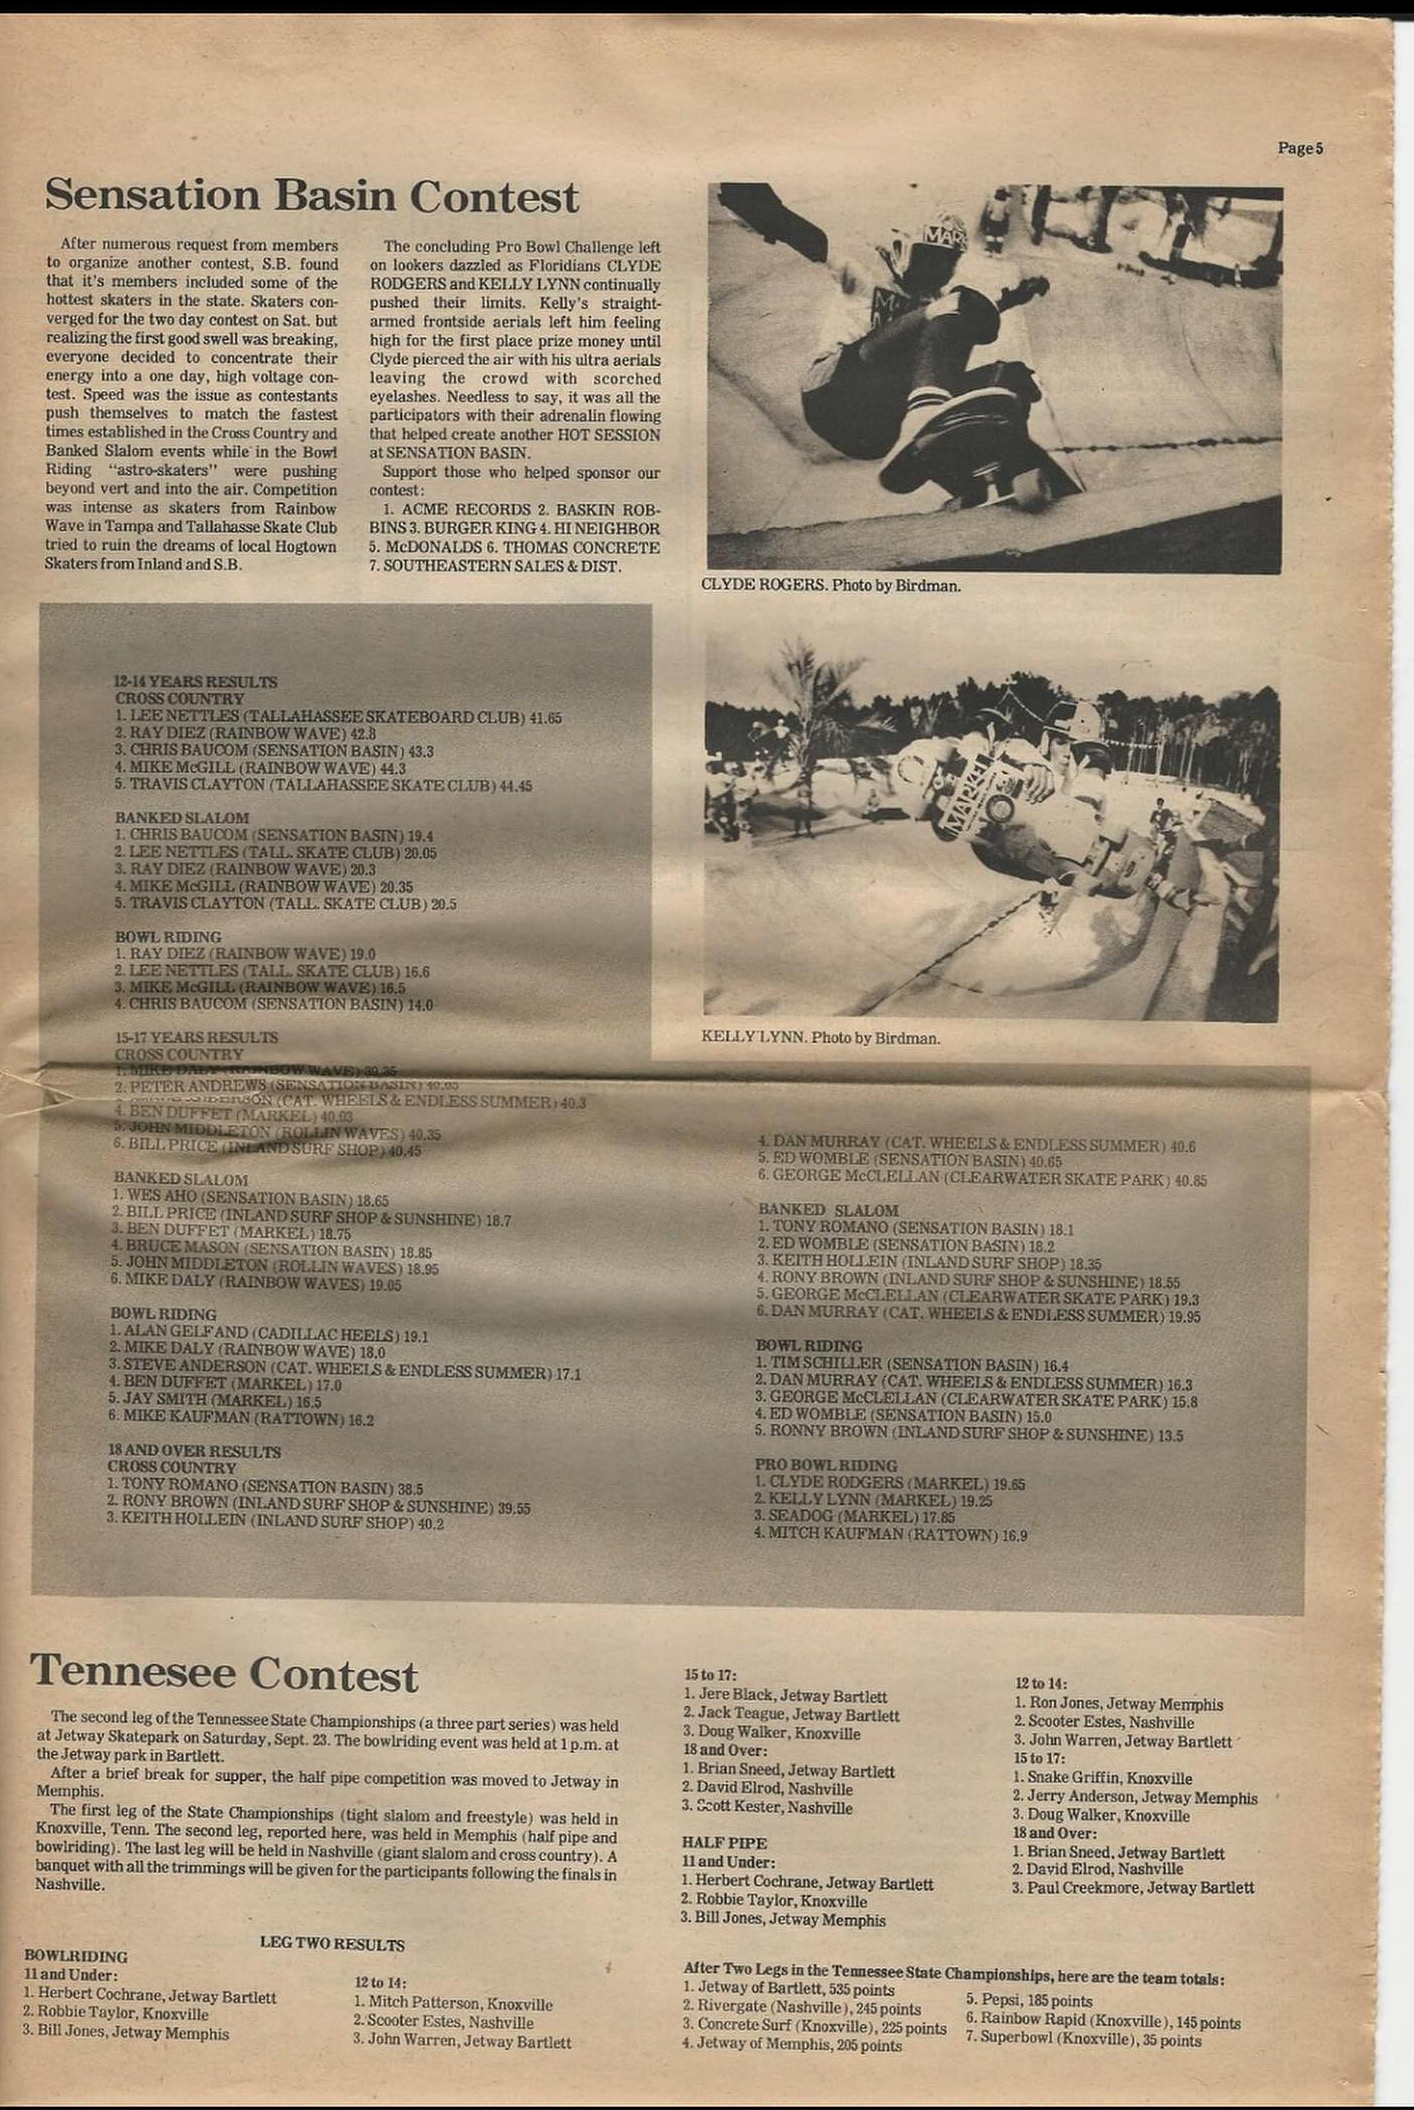 Page 5
Sensation Basin Contest
After numerous request from members
to organize another contest, S.B. found
that it's members included some of the
hottest skaters in the state. Skaters con-
verged for the two day contest on Sat. but
realizing the first good swell was breaking,
everyone decided to concentrate their
energy into a one day, high voltage con-
test. Speed was the issue as contestants
push themselves to match the fastest
times established in the Cross Country and
Banked Slalom events while in the Bowl
Riding "astro-skaters" were pushing
beyond vert and into the air. Competition
was intense as skaters from Rainbow
Wave in Tampa and Tallahasse Skate Club
tried to ruin the dreams of local Hogtown
Skaters from Inland and S.B.
The concluding Pro Bowl Challenge left
on lookers dazzled as Floridians CLYDE
RODGERS and KELLY LYNN continually
pushed their limits. Kelly's straight-
armed frontside aerials left him feeling
high for the first place prize money until
Clyde pierced the air with his ultra aerials
leaving the crowd with scorched
eyelashes. Needless to say, it was all the
participators with their adrenalin flowing
that helped create another HOT SESSION
at SENSATION BASIN.
Support those who helped sponsor our
contest:
1. ACME RECORDS 2. BASKIN ROB-
BINS 3. BURGER KING 4. HI NEIGHBOR
5. McDONALDS 6. THOMAS CONCRETE
7. SOUTHEASTERN SALES & DIST.
CLYDE ROGERS. Photo by Birdman.
MARKEL
KELLY LYNN. Photo by Birdman.
12-14 YEARS RESULTS
CROSS COUNTRY
1. LEE NETTLES (TALLAHASSEE SKATEBOARD CLUB) 41.65
2. RAY DIEZ (RAINBOW WAVE) 42.8
3. CHRIS BAUCOM (SENSATION BASIN) 43.3
4. MIKE McGILL (RAINBOW WAVE) 44.3
5. TRAVIS CLAYTON (TALLAHASSEE SKATE CLUB) 44.45
BANKED SLALOM
1. CHRIS BAUCOM (SENSATION BASIN) 19.4
2. LEE NETTLES (TALL. SKATE CLUB) 20.05
3. RAY DIEZ (RAINBOW WAVE) 20.3
4. MIKE McGILL (RAINBOW WAVE) 20.35
5. TRAVIS CLAYTON (TALL. SKATE CLUB) 20.5
BOWL RIDING
1. RAY DIEZ (RAINBOW WAVE) 19.0
2. LEE NETTLES (TALL. SKATE CLUB) 16.6
3. MIKE McGILL (RAINBOW WAVE) 16.5
4. CHRIS BAUCOM (SENSATION BASIN) 14.0
15-17 YEARS RESULTS
CROSS COUNTRY
1. MIKE DALY (RAINBOW WAVE) 39.35
2. PETER ANDREWS (SENSATION BASIN)
(CAT. WHEELS & ENDLESS SUMMER) 40.3
4. BEN DUFFET (MARKEL)
5. JOHN MIDDLETON (ROLLIN WAVES) 40.35
6. BILL PRICE (INLAND SURF SHOP) 40.45
BANKED SLALOM
1. WES AHO (SENSATION BASIN) 18.65
2. BILL PRICE (INLAND SURF SHOP & SUNSHINE) 18.7
3. BEN DUFFET (MARKEL) 18.75
4. BRUCE MASON (SENSATION BASIN) 18.85
5. JOHN MIDDLETON (ROLLIN WAVES) 18.95
6. MIKE DALY (RAINBOW WAVES) 19.05
BOWL RIDING
1. ALAN GELFAND (CADILLAC HEELS) 19.1
2. MIKE DALY (RAINBOW WAVE) 18.0
3. STEVE ANDERSON (CAT. WHEELS & ENDLESS SUMMER) 17.1
4. BEN DUFFET (MARKEL) 17.0
5. JAY SMITH (MARKEL) 16.5
6. MIKE KAUFMAN (RATTOWN) 16.2
18 AND OVER RESULTS
CROSS COUNTRY
1. TONY ROMANO (SENSATION BASIN) 38.5
2. RONY BROWN (INLAND SURF SHOP & SUNSHINE) 39.55
3. KEITH HOLLEIN (INLAND SURF SHOP) 40.2
4. DAN MURRAY (CAT. WHEELS & ENDLESS SUMMER) 40.6
5. ED WOMBLE (SENSATION BASIN) 40.65
6. GEORGE McCLELLAN (CLEARWATER SKATE PARK) 40.85
BANKED SLALOM
1. TONY ROMANO (SENSATION BASIN) 18.1
2. ED WOMBLE (SENSATION BASIN) 18.2
3. KEITH HOLLEIN (INLAND SURF SHOP) 18.35
4. RONY BROWN (INLAND SURF SHOP & SUNSHINE) 18.55
5. GEORGE McCLELLAN (CLEARWATER SKATE PARK) 19.3
6. DAN MURRAY (CAT. WHEELS & ENDLESS SUMMER) 19.95
BOWL RIDING
1. TIM SCHILLER (SENSATION BASIN) 16.4
2. DAN MURRAY (CAT. WHEELS & ENDLESS SUMMER) 16.3
3. GEORGE McCLELLAN (CLEARWATER SKATE PARK) 15.8
4. ED WOMBLE (SENSATION BASIN) 15.0
5. RONNY BROWN (INLAND SURF SHOP & SUNSHINE) 13.5
PRO BOWL RIDING
1. CLYDE RODGERS (MARKEL) 19.65
2. KELLY LYNN (MARKEL) 19.25
3. SEADOG (MARKEL) 17.85
4. MITCH KAUFMAN (RATTOWN) 16.9
Tennesee Contest
The second leg of the Tennessee State Championships (a three part series) was held
at Jetway Skatepark on Saturday, Sept. 23. The bowlriding event was held at 1 p.m. at
the Jetway park in Bartlett.
After a brief break for supper, the half pipe competition was moved to Jetway in
Memphis.
The first leg of the State Championships (tight slalom and freestyle) was held in
Knoxville, Tenn. The second leg, reported here, was held in Memphis (half pipe and
bowlriding). The last leg will be held in Nashville (giant slalom and cross country). A
banquet with all the trimmings will be given for the participants following the finals in
Nashville.
LEG TWO RESULTS
BOWLRIDING
11 and Under:
1. Herbert Cochrane, Jetway Bartlett
2. Robbie Taylor, Knoxville
3. Bill Jones, Jetway Memphis
12 to 14:
1. Mitch Patterson, Knoxville
2. Scooter Estes, Nashville
3. John Warren, Jetway Bartlett
15 to 17:
1. Jere Black, Jetway Bartlett
2. Jack Teague, Jetway Bartlett
3. Doug Walker, Knoxville
18 and Over:
1. Brian Sneed, Jetway Bartlett
2. David Elrod, Nashville
3. Scott Kester, Nashville
HALF PIPE
11 and Under:
1. Herbert Cochrane, Jetway Bartlett
2. Robbie Taylor, Knoxville
3. Bill Jones, Jetway Memphis
12 to 14:
1. Ron Jones, Jetway Memphis
2. Scooter Estes, Nashville
3. John Warren, Jetway Bartlett
15 to 17:
1. Snake Griffin, Knoxville
2. Jerry Anderson, Jetway Memphis
3. Doug Walker, Knoxville
18 and Over:
1. Brian Sneed, Jetway Bartlett
2. David Elrod, Nashville
3. Paul Creekmore, Jetway Bartlett
After Two Legs in the Tennessee State Championships, here are the team totals:
1. Jetway of Bartlett, 535 points
2. Rivergate (Nashville), 245 points
3. Concrete Surf (Knoxville), 225 points
4. Jetway of Memphis, 205 points
5. Pepsi, 185 points
6. Rainbow Rapid (Knoxville), 145 points
7. Superbowl (Knoxville), 35 points